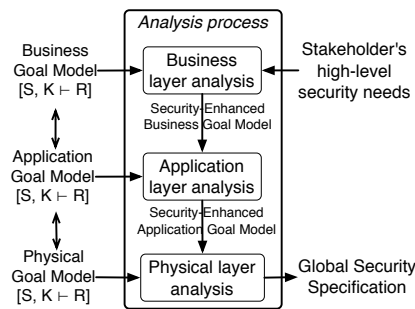 Analysis process
Business
Goal Model
[S, K ⊢ R]
Business
layer analysis
Stakeholder's
high-level
security needs
Security-Enhanced
Business Goal Model
Application
Goal Model
[S, K ⊢ R]
Application
layer analysis
Security-Enhanced
Application Goal Model
Physical
Goal Model
[S, K ⊢ R]
Physical layer
analysis
Global Security
Specification